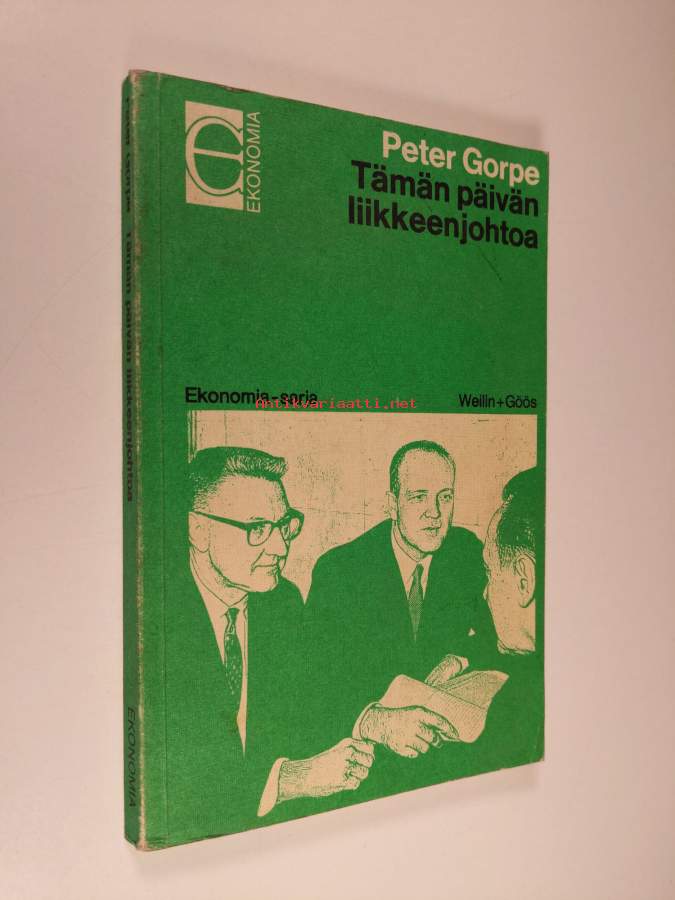 EKONOMIA
Peter Gorpe
Tämän päivän
liikkeenjohtoa
Ekonomia-sarja
Weilin+Göös
Antikvariaatti.net
Peter Gorpe Tämän päivän liikkeenjohtoa
EKONOMIA